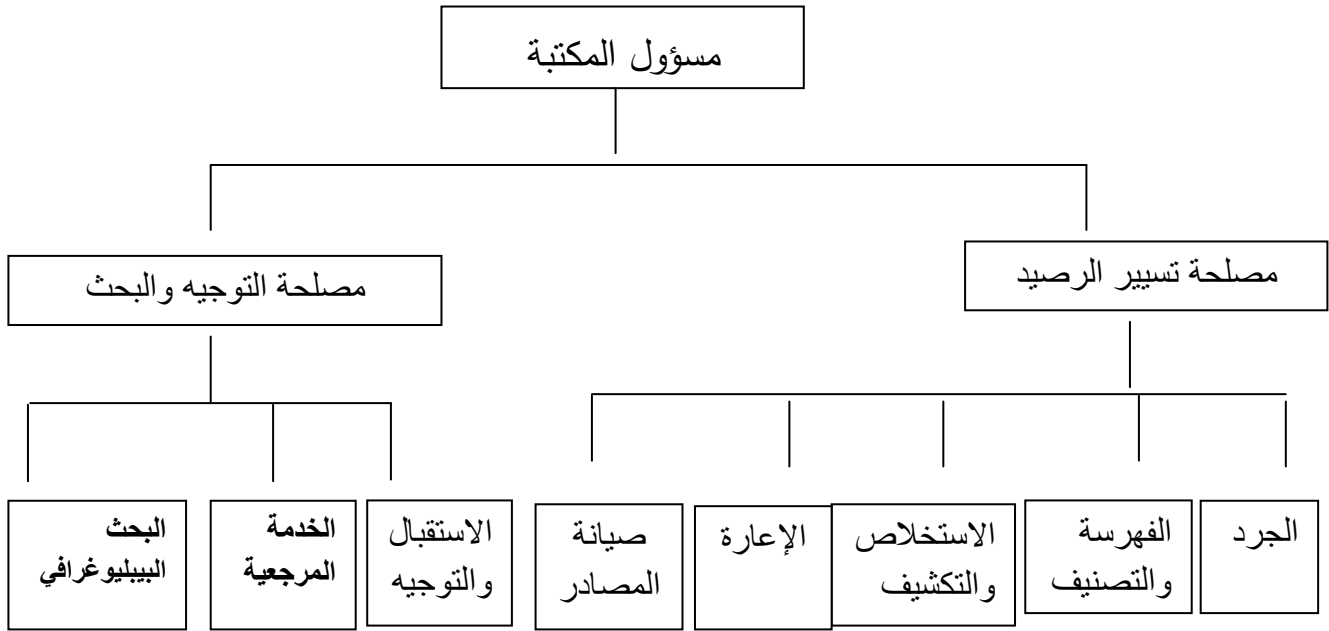 مسؤول المكتبة
مصلحة تسيير الرصيد
مصلحة التوجيه والبحث
الجرد
الفهرسة
والتصنيف
الاستخلاص
والتكشيف
الإعارة
صيانة
المصادر
الاستقبال
والتوجيه
الخدمة
المرجعية
البحث
البيبليوغرافي